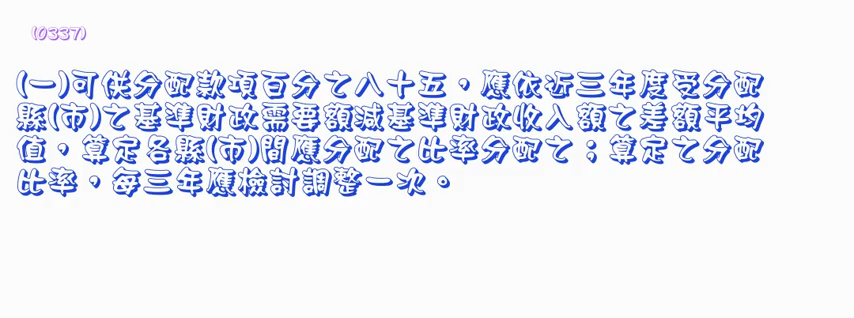 (0337)
(一)可供分配款項百分之八十五，應依近三年度受分配
縣(市)之基準財政需要額減基準財政收入額之差額平均
值，算定各縣(市)間應分配之比率分配之；算定之分配
比率，每三年應檢討調整一次。